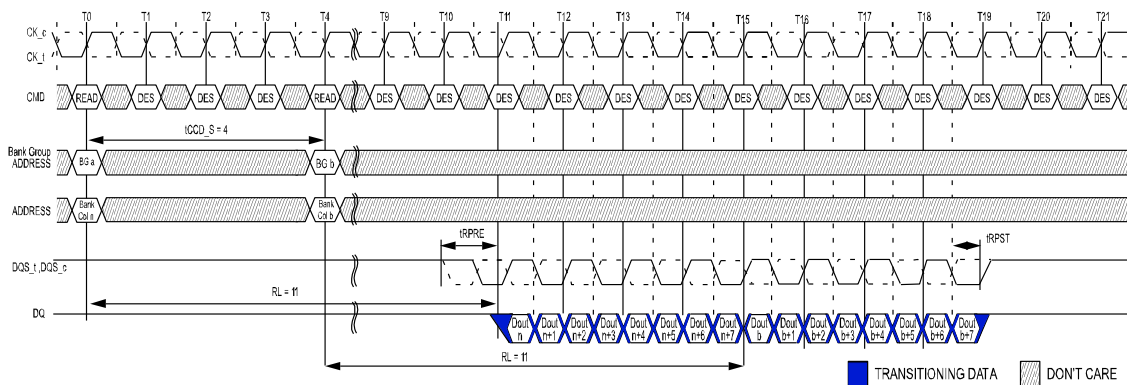 T0 T1 T2 T3 T4 T9 T10 T11 T12 T13 T14 T15 T16 T17 T18 T19 T20 T21
CK_c
CK_t
CMD READ DES DES DES READ DES DES DES DES DES DES DES DES DES DES DES DES DES
tCCD_S = 4
Bank Group
ADDRESS BG a BG b
ADDRESS Bank Col n Bank Col b
tRPRE tRPST
DQS_t ,DQS_c
RL = 11
DQ Dout n Dout n+1 Dout n+2 Dout n+3 Dout n+4 Dout n+5 Dout n+6 Dout n+7 Dout b Dout b+1 Dout b+2 Dout b+3 Dout b+4 Dout b+5 Dout b+6 Dout b+7
RL = 11
TRANSITIONING DATA DON'T CARE